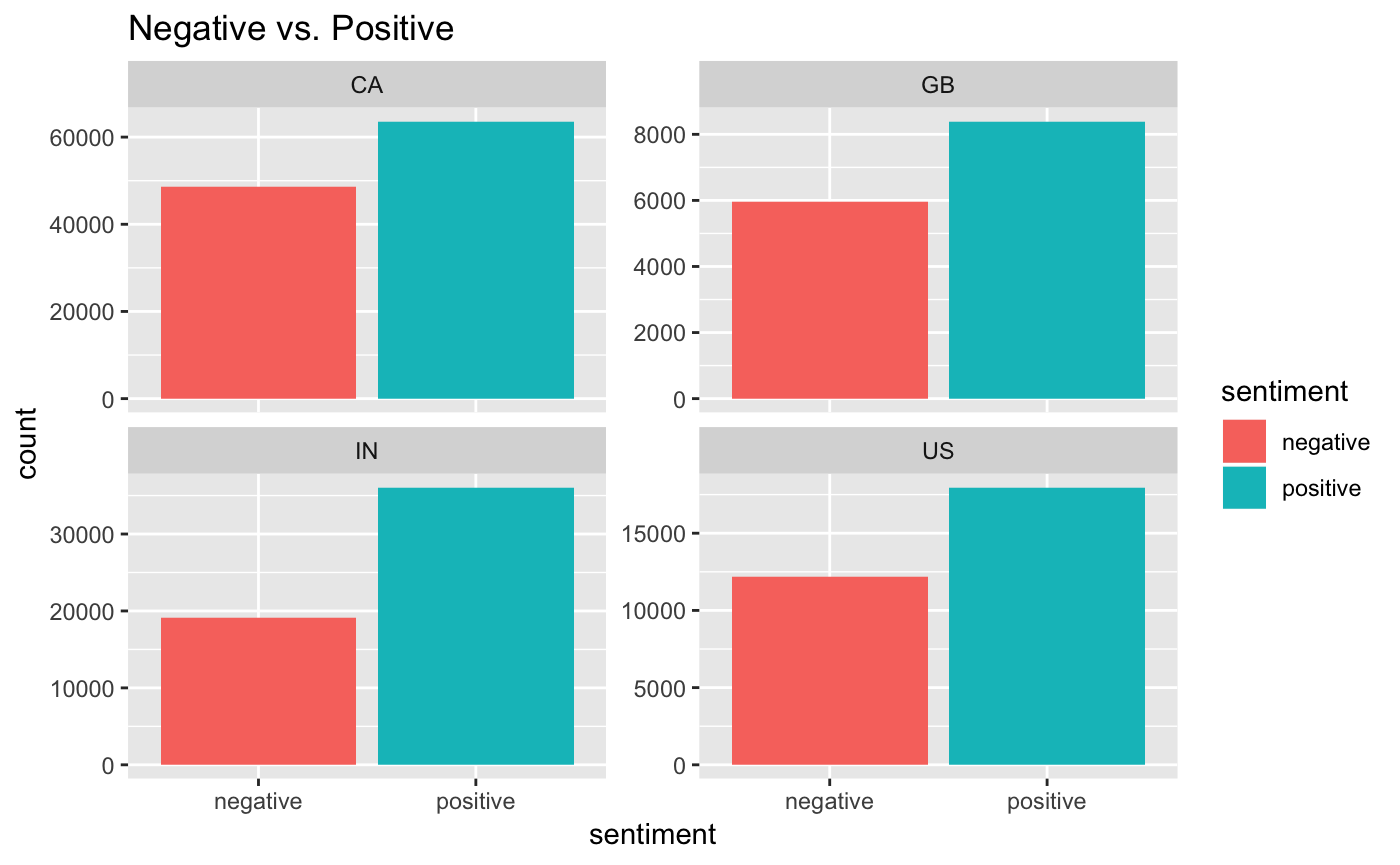 Negative vs. Positive
CA
GB
60000
40000
20000
0
8000
6000
4000
2000
0
IN
US
30000
20000
10000
0
15000
10000
5000
0
negative
positive
negative
positive
sentiment
count
sentiment
negative
positive